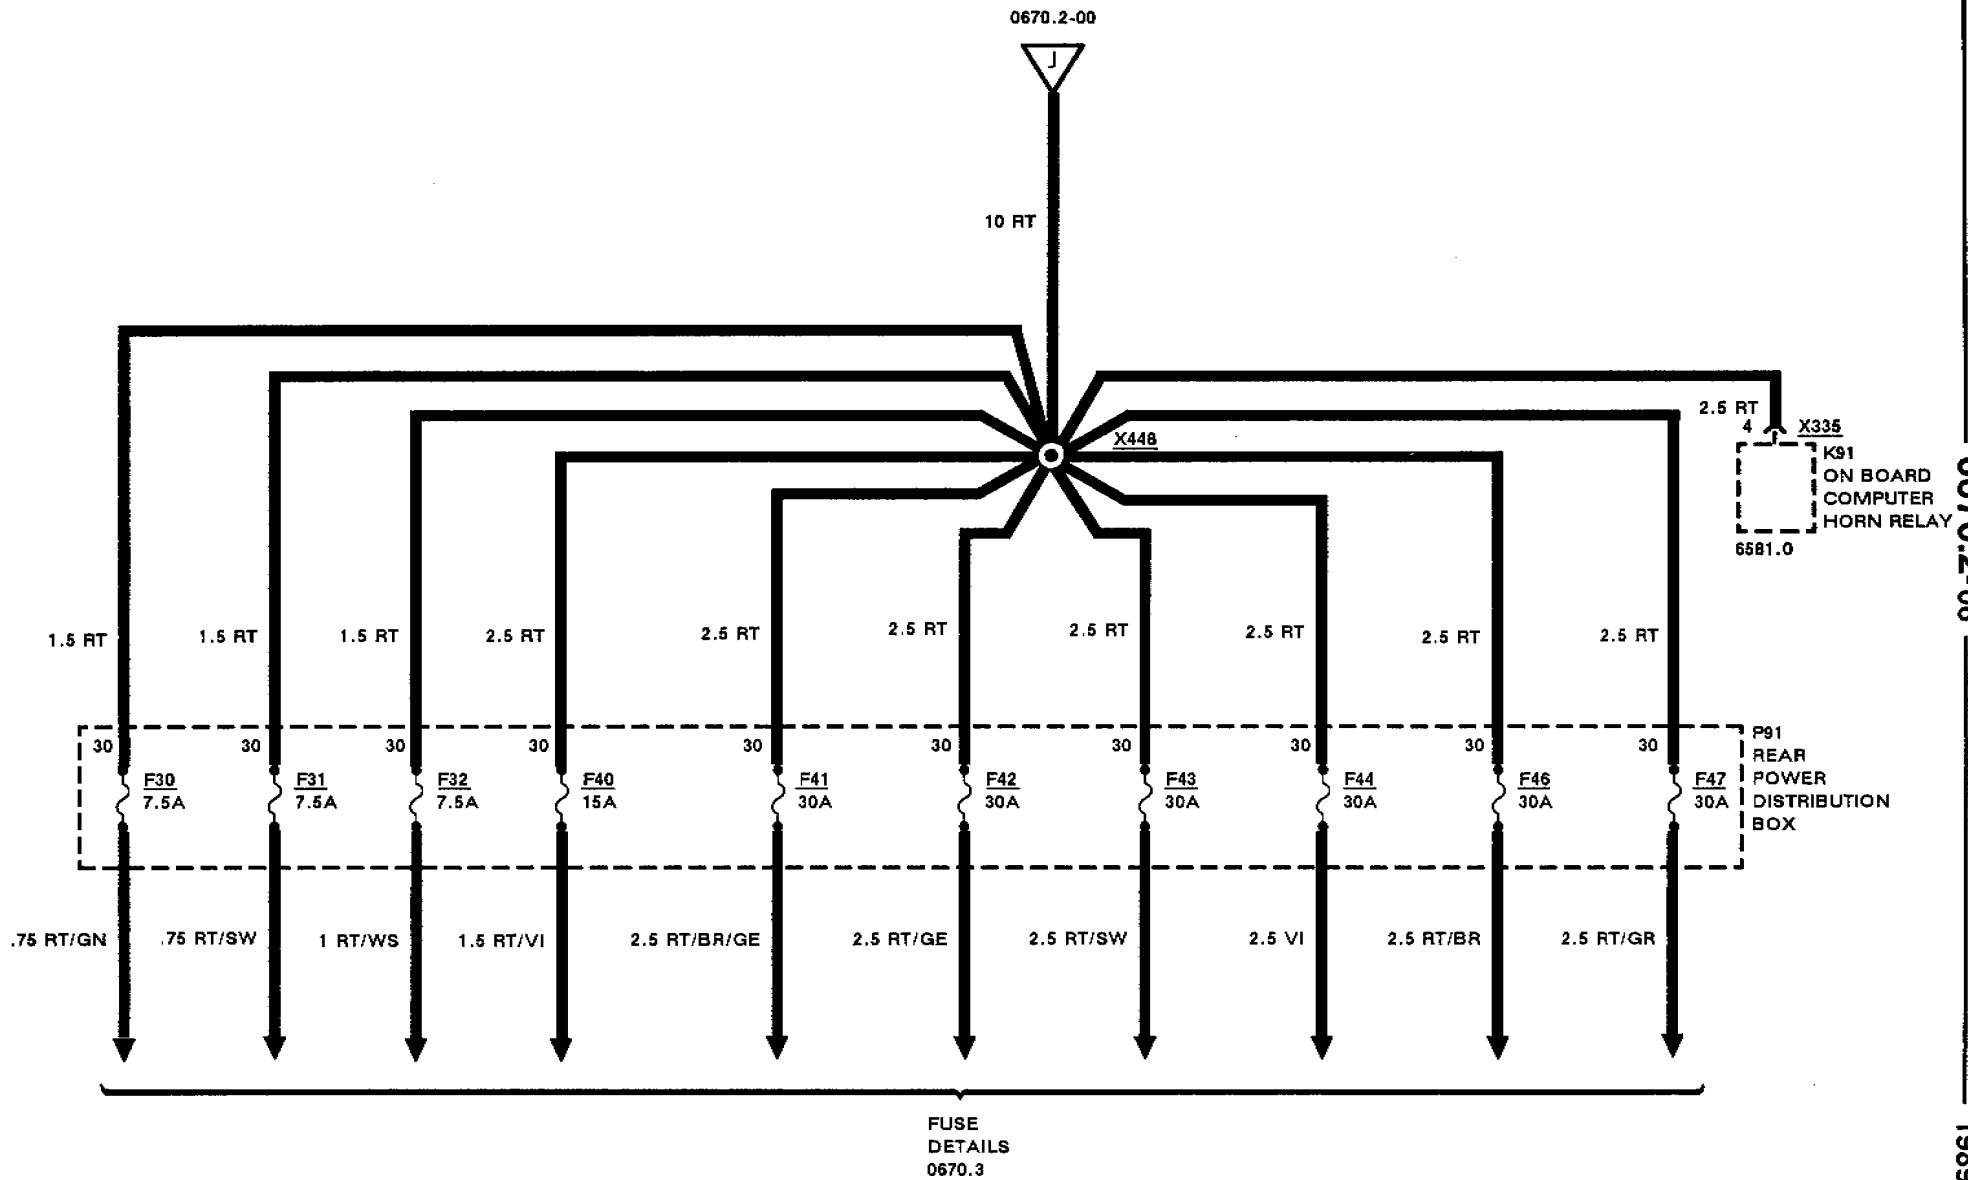 0670.2-00
J
10 RT
X448
2.5 RT
4
X335
K91
ON BOARD
COMPUTER
HORN RELAY
6581.0
1.5 RT
1.5 RT
1.5 RT
2.5 RT
2.5 RT
2.5 RT
2.5 RT
2.5 RT
2.5 RT
2.5 RT
30
30
30
30
30
30
30
30
30
30
P91
REAR
POWER
DISTRIBUTION
BOX
F30
7.5A
F31
7.5A
F32
7.5A
F40
15A
F41
30A
F42
30A
F43
30A
F44
30A
F46
30A
F47
30A
.75 RT/GN
.75 RT/SW
1 RT/WS
1.5 RT/VI
2.5 RT/BR/GE
2.5 RT/GE
2.5 RT/SW
2.5 VI
2.5 RT/BR
2.5 RT/GR
FUSE
DETAILS
0670.3
0670.2-00
1989